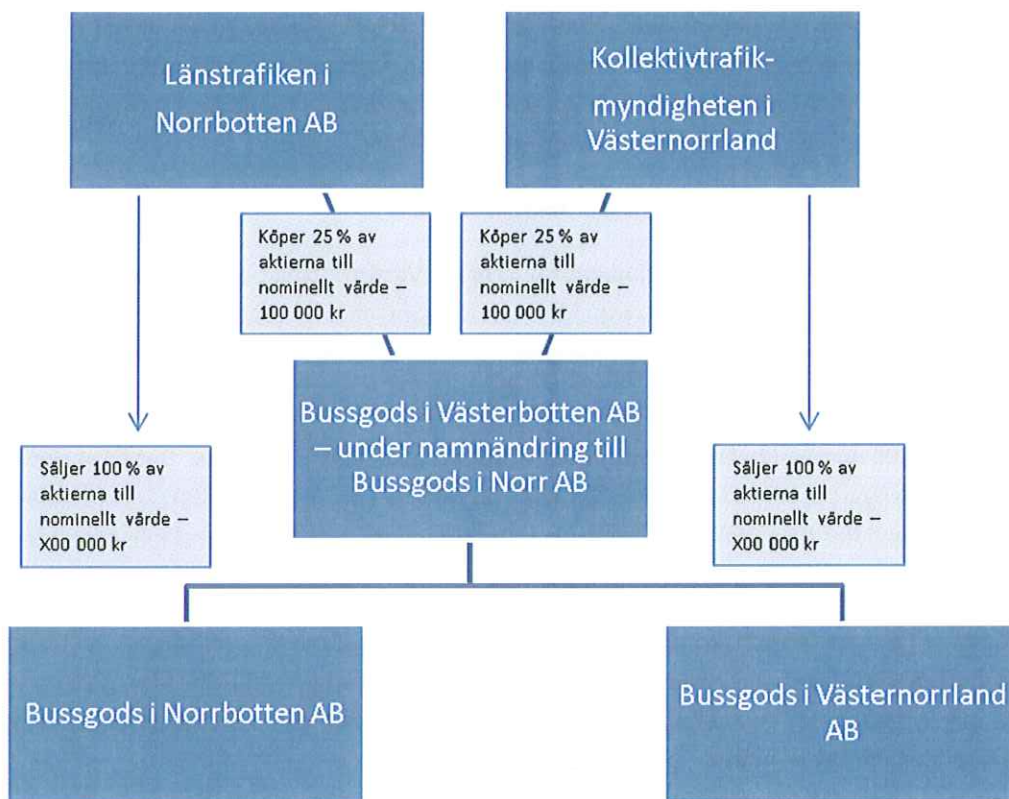 Länstrafiken i
Norrbotten AB
Kollektivtrafik-
myndigheten i
Västernorrland
Köper 25 % av
aktierna till
nominellt värde –
100 000 kr
Köper 25 % av
aktierna till
nominellt värde –
100 000 kr
Bussgods i Västerbotten AB
– under namnändring till
Bussgods i Norr AB
Säljer 100 % av
aktierna till
nominellt värde –
X00 000 kr
Säljer 100 % av
aktierna till
nominellt värde –
X00 000 kr
Bussgods i Norrbotten AB
Bussgods i Västernorrland
AB